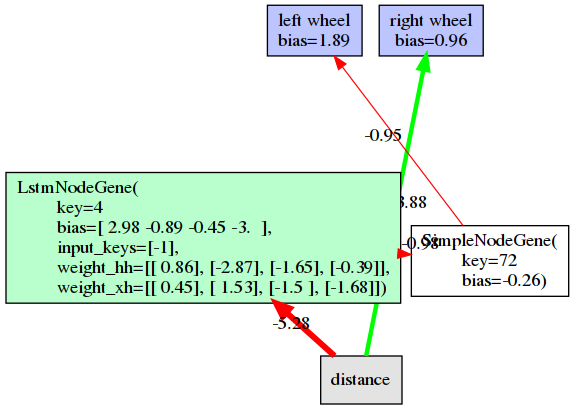 left wheel
bias=1.89
right wheel
bias=0.96
-0.95
LstmNodeGene(
key=4
bias=[ 2.98 -0.89 -0.45 -3.  ],
input_keys=[-1],
weight_hh=[[ 0.86], [-2.87], [-1.65], [-0.39]],
weight_xh=[[ 0.45], [ 1.53], [-1.5 ], [-1.68]])
3.88
-0.98
SimpleNodeGene(
key=72
bias=-0.26)
-5.28
distance